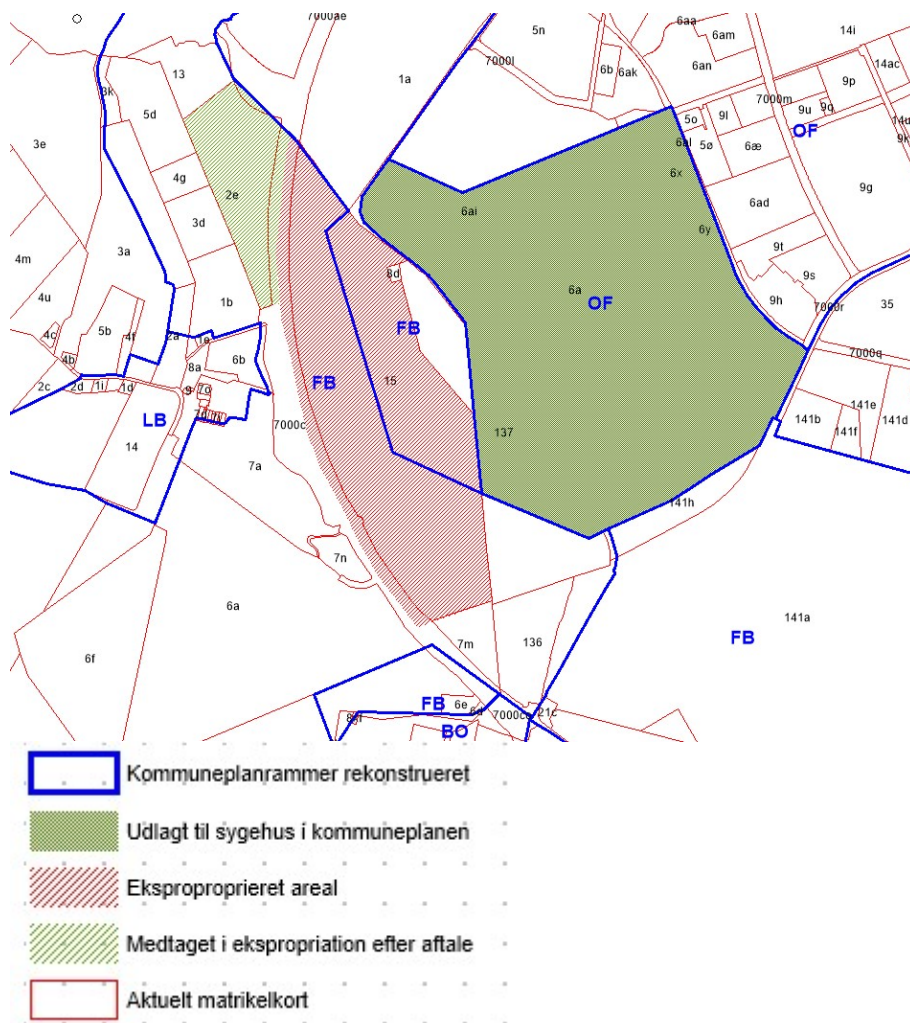 7000ae
5n
6aa
6am
14i
7000l
6b
6ak
6an
14ac
13
1a
9p
3k
5d
7000m
9u
9q
14u
5o
9l
OF
9k
3e
6al
5ø
6æ
4g
6x
9g
2e
6ad
3d
6ai
6y
3a
9t
4m
8d
9s
6a
OF
9h
4u
1b
7000r
35
5b
FB
4c
4f
2a
1e
4b
8a
6b
7000q
15
FB
2c
2d
1i
1d
9
7o
141e
LB
141b
141f
141d
7000c
137
14
7a
141h
7n
6a
141a
FB
7m
136
6f
FB
6e
6d
7000cc
21c
BO
Kommuneplanrammer rekonstrueret
Udlagt til sygehus i kommuneplanen
Eksproproprieret areal
Medtaget i ekspropriation efter aftale
Aktuelt matrikelkort